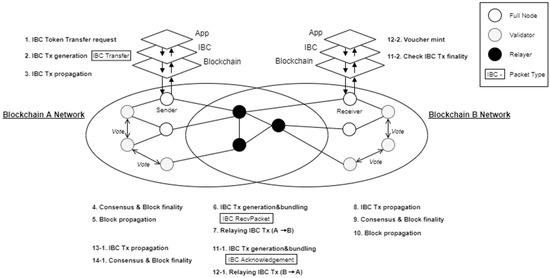 1. IBC Token Transfer request
2. IBC Tx generation IBC Transfer
3. IBC Tx propagation
App
IBC
Blockchain
App
IBC
Blockchain
12-2. Voucher mint
11-2. Check IBC Tx finality
Full Node
Validator
Relayer
IBC - Packet Type
Blockchain A Network
Sender
Vote
Vote
Receiver
Vote
Vote
Blockchain B Network
4. Consensus & Block finality
5. Block propagation
13-1. IBC Tx propagation
14-1. Consensus & Block finality
6. IBC Tx generation&bundling
IBC RecvPacket
7. Relaying IBC Tx (A → B)
11-1. IBC Tx generation&bundling
IBC Acknowledgement
12-1. Relaying IBC Tx (B → A)
8. IBC Tx propagation
9. Consensus & Block finality
10. Block propagation